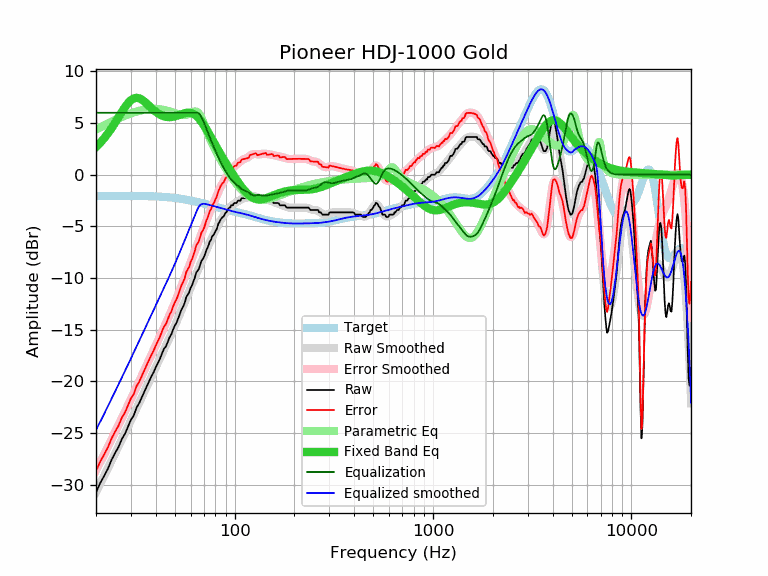 Pioneer HDJ-1000 Gold
10
5
0
−5
−10
−15
−20
−25
−30
Amplitude (dBr)
Target
Raw Smoothed
Error Smoothed
Raw
Error
Parametric Eq
Fixed Band Eq
Equalization
Equalized smoothed
100 1000 10000
Frequency (Hz)